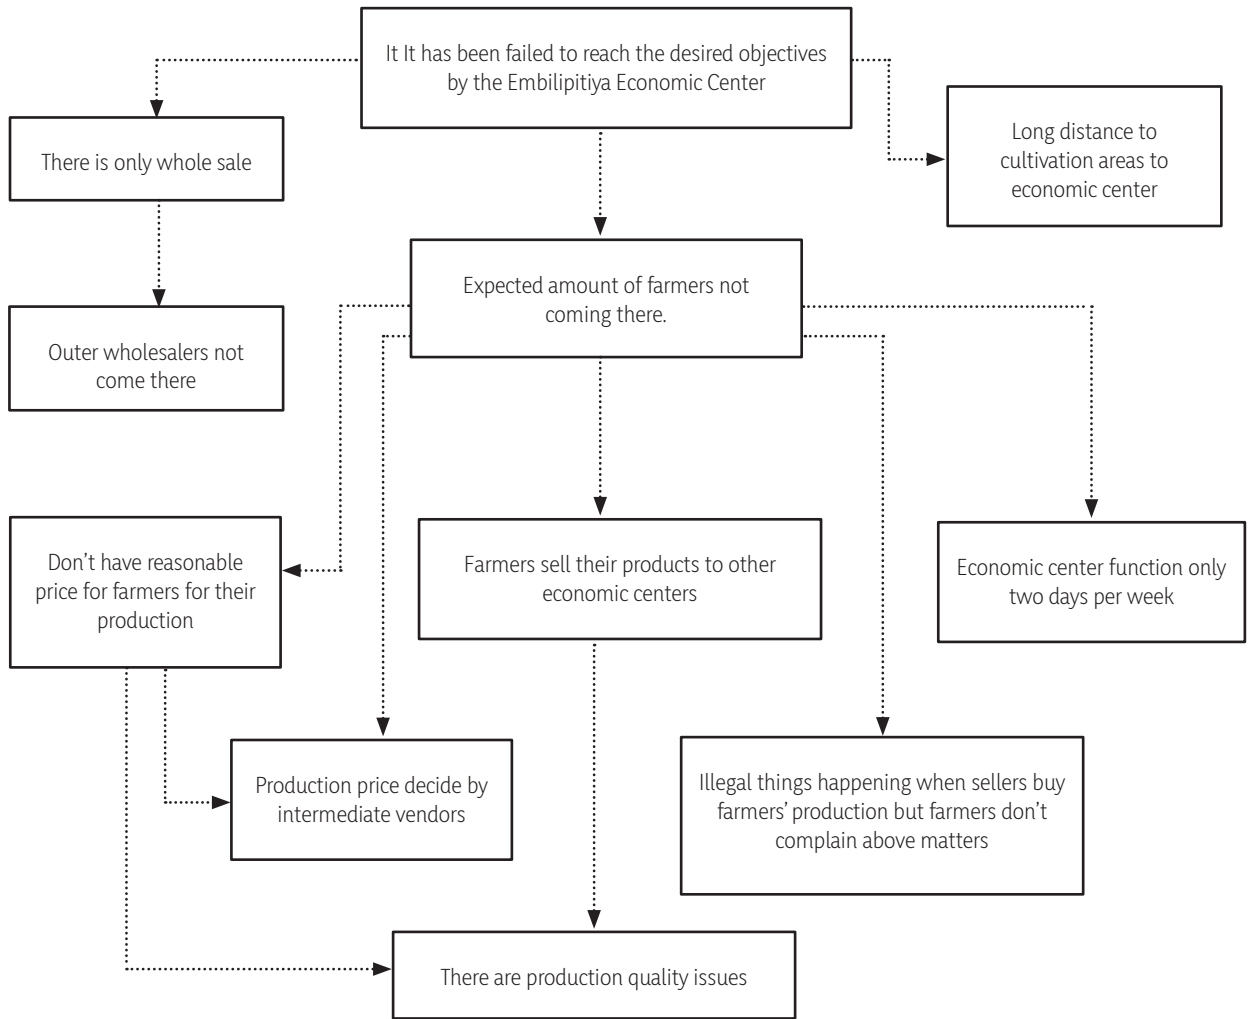 It It has been failed to reach the desired objectives
by the Embilipitiya Economic Center
There is only whole sale
Long distance to
cultivation areas to
economic center
Expected amount of farmers not
coming there.
Outer wholesalers not
come there
Don't have reasonable
price for farmers for their
production
Farmers sell their products to other
economic centers
Economic center function only
two days per week
Production price decide by
intermediate vendors
Illegal things happening when sellers buy
farmers' production but farmers don't
complain above matters
There are production quality issues